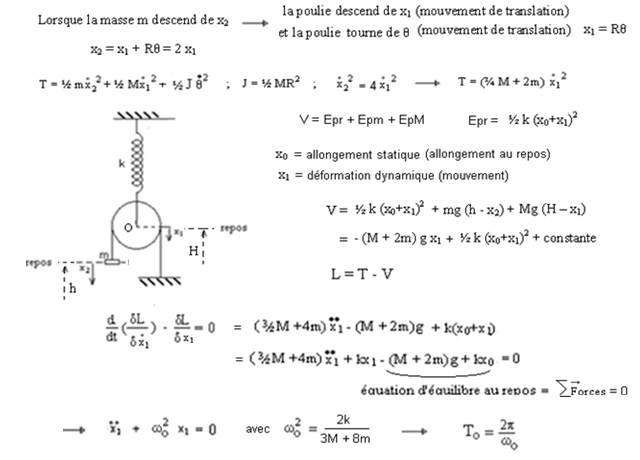 Lorsque la masse m descend de x₂ → la poulie descend de x₁ (mouvement de translation)
et la poulie tourne de θ (mouvement de translation) x₁ = Rθ
x₂ = x₁ + Rθ = 2 x₁
T = ½ mẋ₂² + ½ Mẋ₁² + ½ J θ̇² ; J = ½ MR² ; ẋ₂² = 4ẋ₁² → T = (¾ M + 2m) ẋ₁²
V = Epr + Epm + EpM Epr = ½ k (x₀+x₁)²
x₀ = allongement statique (allongement au repos)
x₁ = déformation dynamique (mouvement)
k
O
x₁
repos
H
m
repos
x₂
h
V = ½ k (x₀+x₁)² + mg (h - x₂) + Mg (H – x₁)
= - (M + 2m) g x₁ + ½ k (x₀+x₁)² + constante
L = T - V
d/dt (δL/δẋ₁) - δL/δx₁ = 0 = (3/2M + 4m) ẍ₁ - (M + 2m)g + k(x₀+x₁)
= (3/2M +4m) ẍ₁ + kx₁ - (M + 2m)g + kx₀ = 0
équation d'équilibre au repos = ∑F⃗orces = 0
→ ẍ₁ + ω₀² x₁ = 0 avec ω₀² = 2k/(3M + 8m) → T₀ = 2π/ω₀